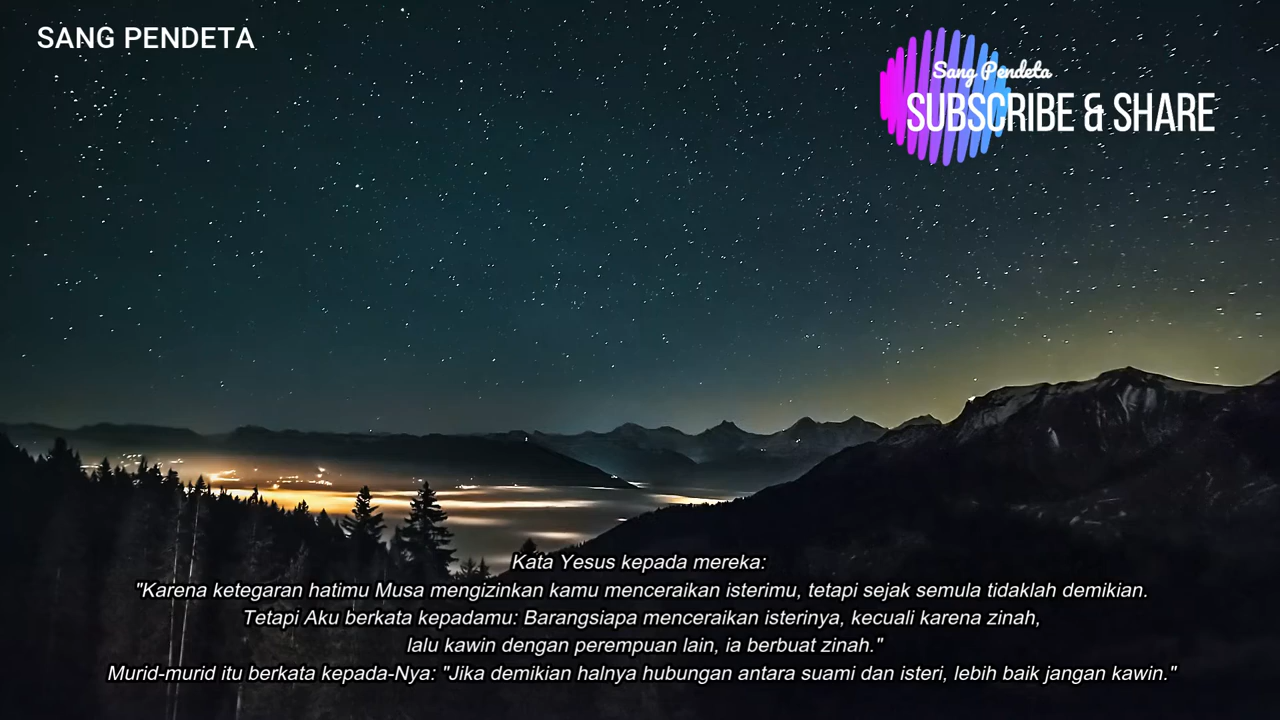 SANG PENDETA
Sang Pendeta
SUBSCRIBE & SHARE
Kata Yesus kepada mereka:
"Karena ketegaran hatimu Musa mengizinkan kamu menceraikan isterimu, tetapi sejak semula tidaklah demikian.
Tetapi Aku berkata kepadamu: Barangsiapa menceraikan isterinya, kecuali karena zinah,
lalu kawin dengan perempuan lain, ia berbuat zinah."
Murid-murid itu berkata kepada-Nya: "Jika demikian halnya hubungan antara suami dan isteri, lebih baik jangan kawin."